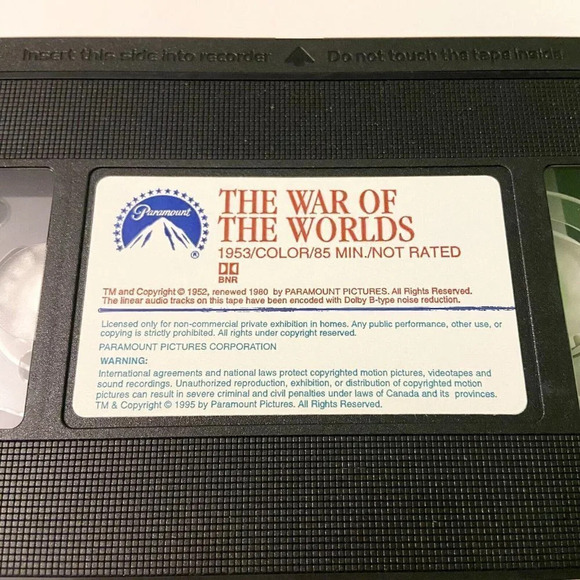 Insert this side into recorder Do not touch the tape inside
Paramount
®
THE WAR OF
THE WORLDS
1953/COLOR/85 MIN./NOT RATED
BNR
TM and Copyright © 1952, renewed 1980 by PARAMOUNT PICTURES. All Rights Reserved.
The linear audio tracks on this tape have been encoded with Dolby B-type noise reduction.
Licensed only for non-commercial private exhibition in homes. Any public performance, other use, or
copying is strictly prohibited. All rights under copyright reserved.
PARAMOUNT PICTURES CORPORATION
WARNING:
International agreements and national laws protect copyrighted motion pictures, videotapes and
sound recordings. Unauthorized reproduction, exhibition, or distribution of copyrighted motion
pictures can result in severe criminal and civil penalties under laws of Canada and its provinces.
TM & Copyright © 1995 by Paramount Pictures. All Rights Reserved.